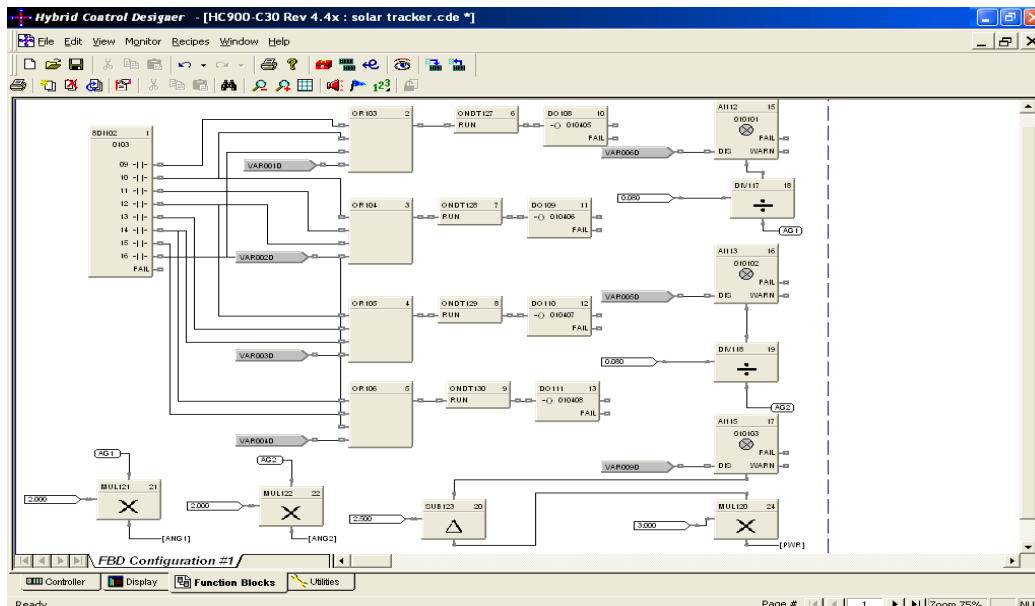 Hybrid Control Designer - [HC900-C30 Rev 4.4x : solar tracker.cde *]
File Edit View Monitor Recipes Window Help
8DI102 1
0103
09
10
11
12
13
14
15
16
FAIL
OR103 2
VAR001D
ONDT127 6
RUN
DO108 10
010405
FAIL
OR104 3
VAR002D
ONDT128 7
RUN
DO109 11
010406
FAIL
OR105 4
VAR003D
ONDT129 8
RUN
DO110 12
010407
FAIL
OR106 5
VAR004D
ONDT130 9
RUN
DO111 13
010408
FAIL
AI112 15
010101
FAIL
VAR006D
DIS WARN
0.080
DIV117 18
÷
AG1
AI113 16
010102
FAIL
VAR005D
DIS WARN
0.080
DIV118 19
÷
AG2
AI115 17
010103
FAIL
VAR009D
DIS WARN
AG1
2.000
MUL121 21
X
[ANG1]
AG2
2.000
MUL122 22
X
[ANG2]
2.500
SUB123 20
Δ
3.000
MUL120 24
X
[PWR]
FBD Configuration #1
Controller Display Function Blocks Utilities
Ready Page # 1 Zoom 75% NU